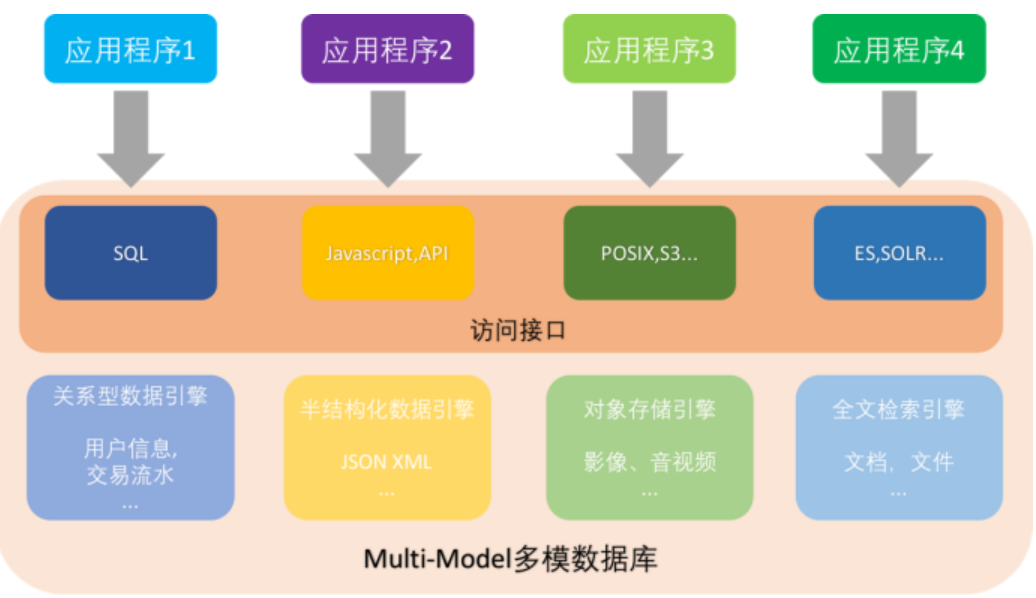 应用程序1
应用程序2
应用程序3
应用程序4
SQL
Javascript,API
POSIX,S3...
ES,SOLR...
访问接口
关系型数据引擎
用户信息,
交易流水
...
半结构化数据引擎
JSON XML
...
对象存储引擎
影像、音视频
...
全文检索引擎
文档，文件
...
Multi-Model多模数据库